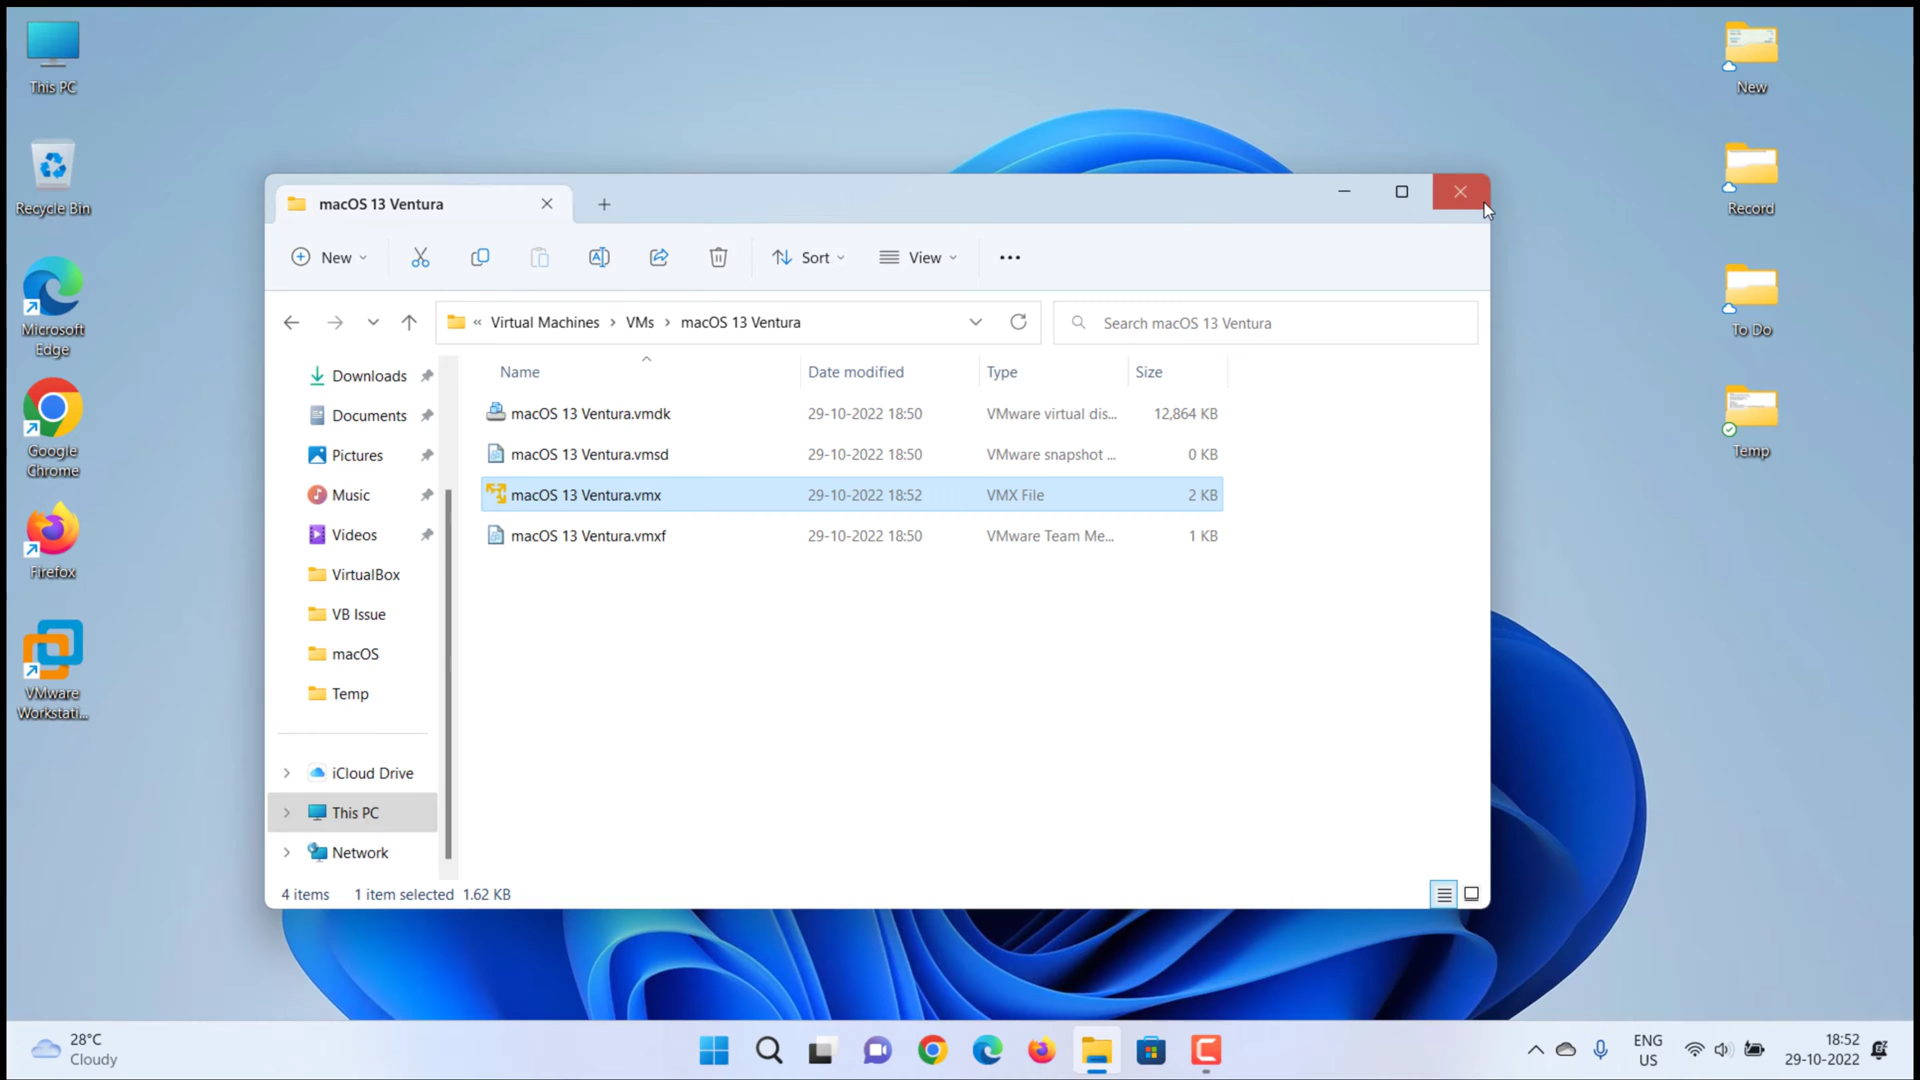 This PC
Recycle Bin
Microsoft
Edge
Google
Chrome
Firefox
VMware
Workstati...
New
Record
To Do
Temp
macOS 13 Ventura
New
Sort
View
« Virtual Machines > VMs > macOS 13 Ventura
Search macOS 13 Ventura
Downloads
Documents
Pictures
Music
Videos
VirtualBox
VB Issue
macOS
Temp
iCloud Drive
This PC
Network
Name Date modified Type Size
macOS 13 Ventura.vmdk 29-10-2022 18:50 VMware virtual dis... 12,864 KB
macOS 13 Ventura.vmsd 29-10-2022 18:50 VMware snapshot ... 0 KB
macOS 13 Ventura.vmx 29-10-2022 18:52 VMX File 2 KB
macOS 13 Ventura.vmxf 29-10-2022 18:50 VMware Team Me... 1 KB
4 items 1 item selected 1.62 KB
28°C
Cloudy
ENG
US
18:52
29-10-2022